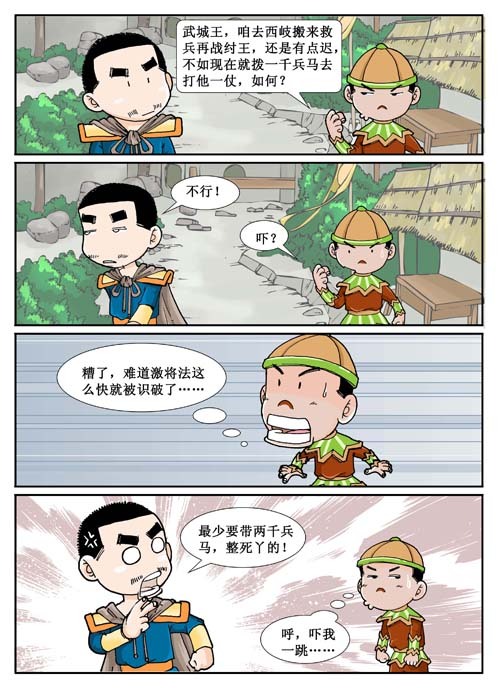 武城王，咱去西岐搬来救
兵再战纣王，还是有点迟，
不如现在就拨一千兵马去
打他一仗，如何？
不行！
吓？
糟了，难道激将法这
么快就被识破了……
最少要带两千兵
马，整死丫的！
呼，吓我
一跳……